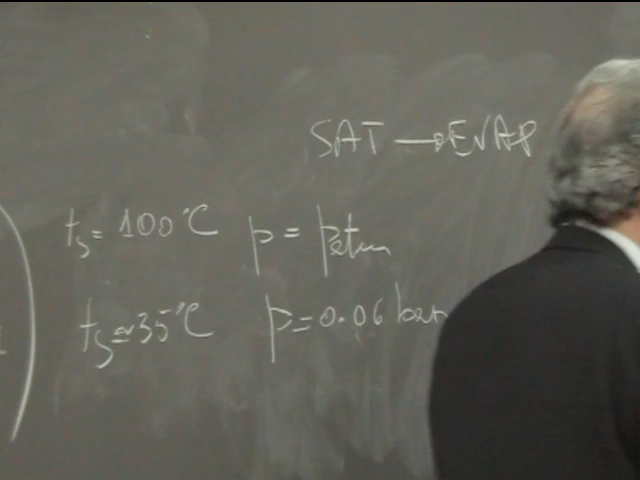 SAT → EVAP
ts = 100°C p = patm
ts ≃ 35°C p = 0.06 bar